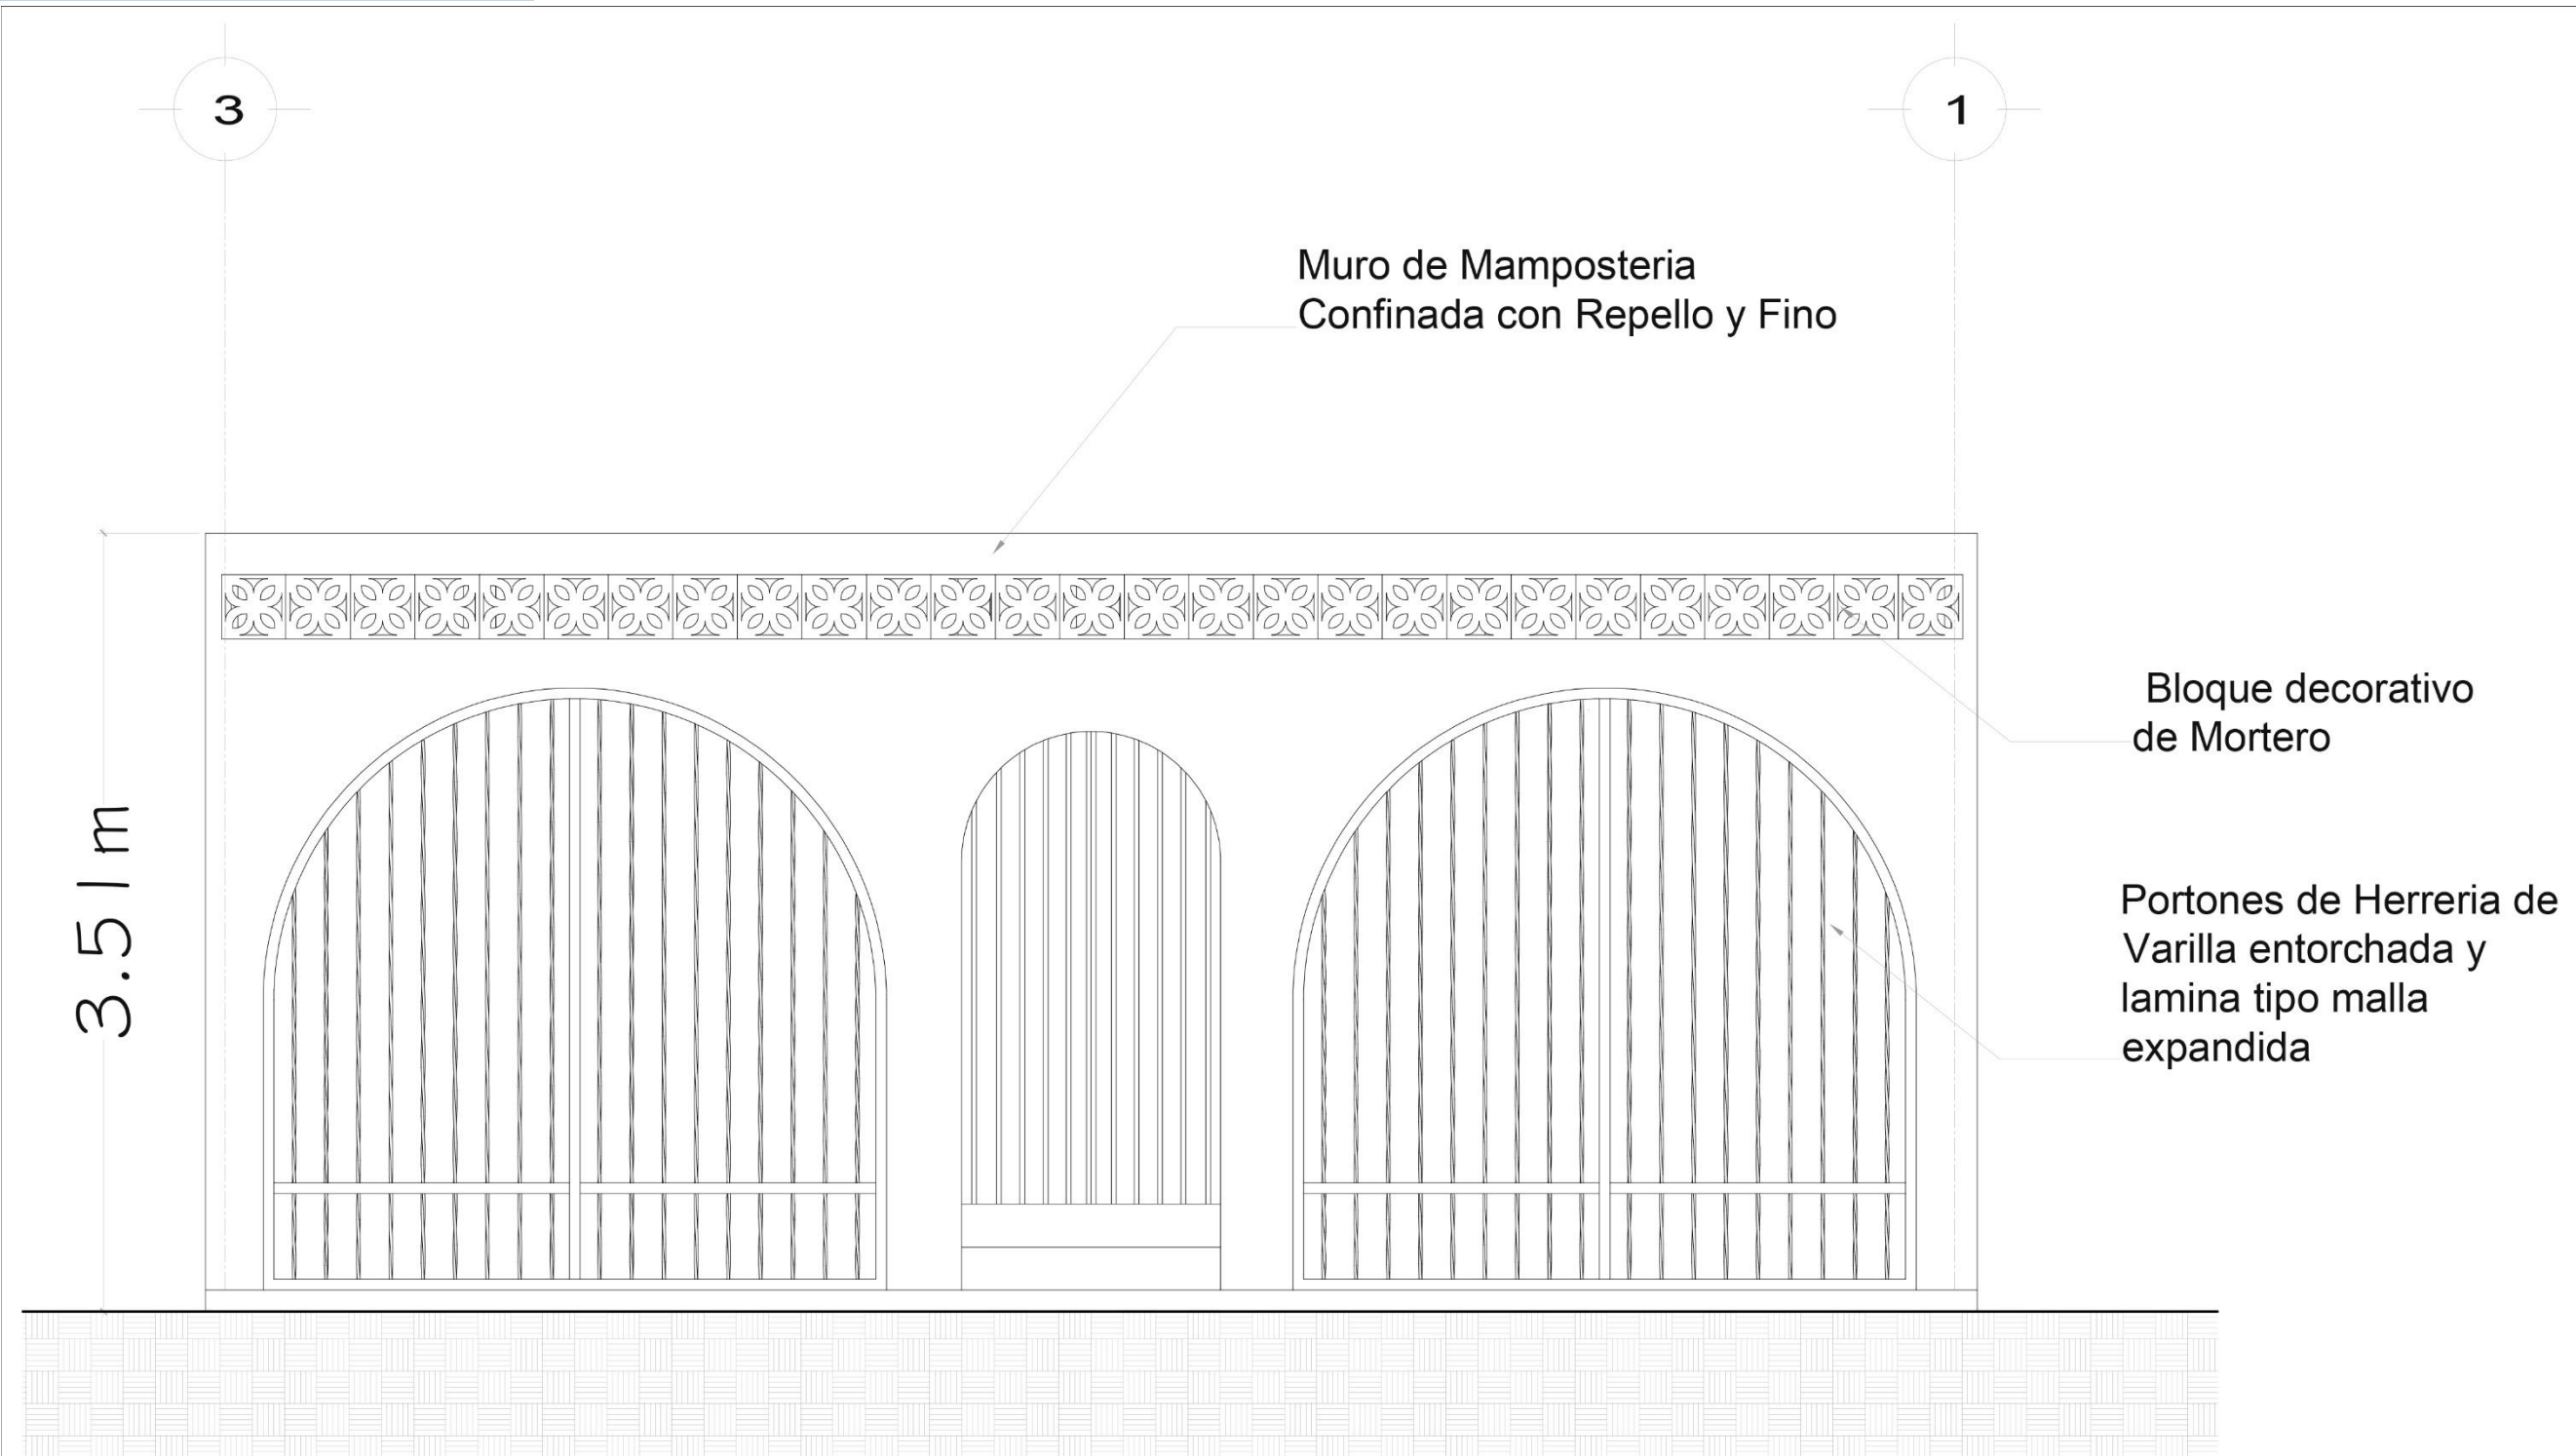 3
1
Muro de Mamposteria
Confinada con Repello y Fino
Bloque decorativo
de Mortero
3.51m
Portones de Herreria de
Varilla entorchada y
lamina tipo malla
expandida